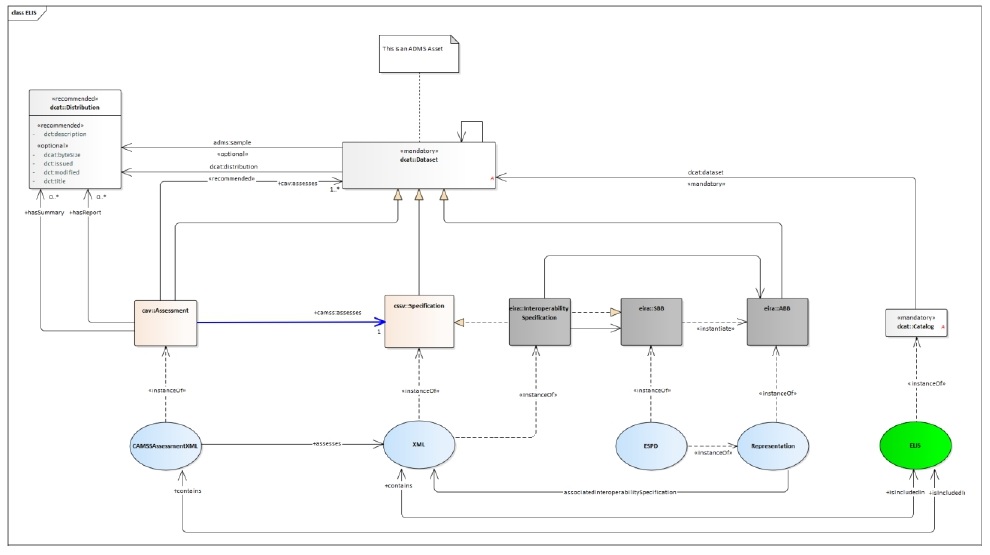 class ELIS
This is an ADMS Asset
«recommended»
dcat::Distribution
«recommended»
- dct:description
«optional»
- dcat:bytesize
- dct:issued
- dct:modified
- dct:title
adms:sample
«optional»
dcat:distribution
«recommended»
+cav:assesses
1..*
«mandatory»
dcat::Dataset
A
dcat:dataset
«mandatory»
0..*
0..*
+hasSummary
+hasReport
cav::Assessment
+camss:assesses
1
cssv::Specification
eira::Interoperability
Specification
eira::SBB
«instantiate»
eira::ABB
«mandatory»
dcat::Catalog
A
«instanceOf»
«instanceOf»
«instanceOf»
«instanceOf»
«instanceOf»
«instanceOf»
CAMSSAssessmentXML
+assesses
XML
ESPD
«instanceOf»
Representation
ELIS
+contains
+contains
associatedInteroperabilitySpecification
+isIncludedIn
+isIncludedIn